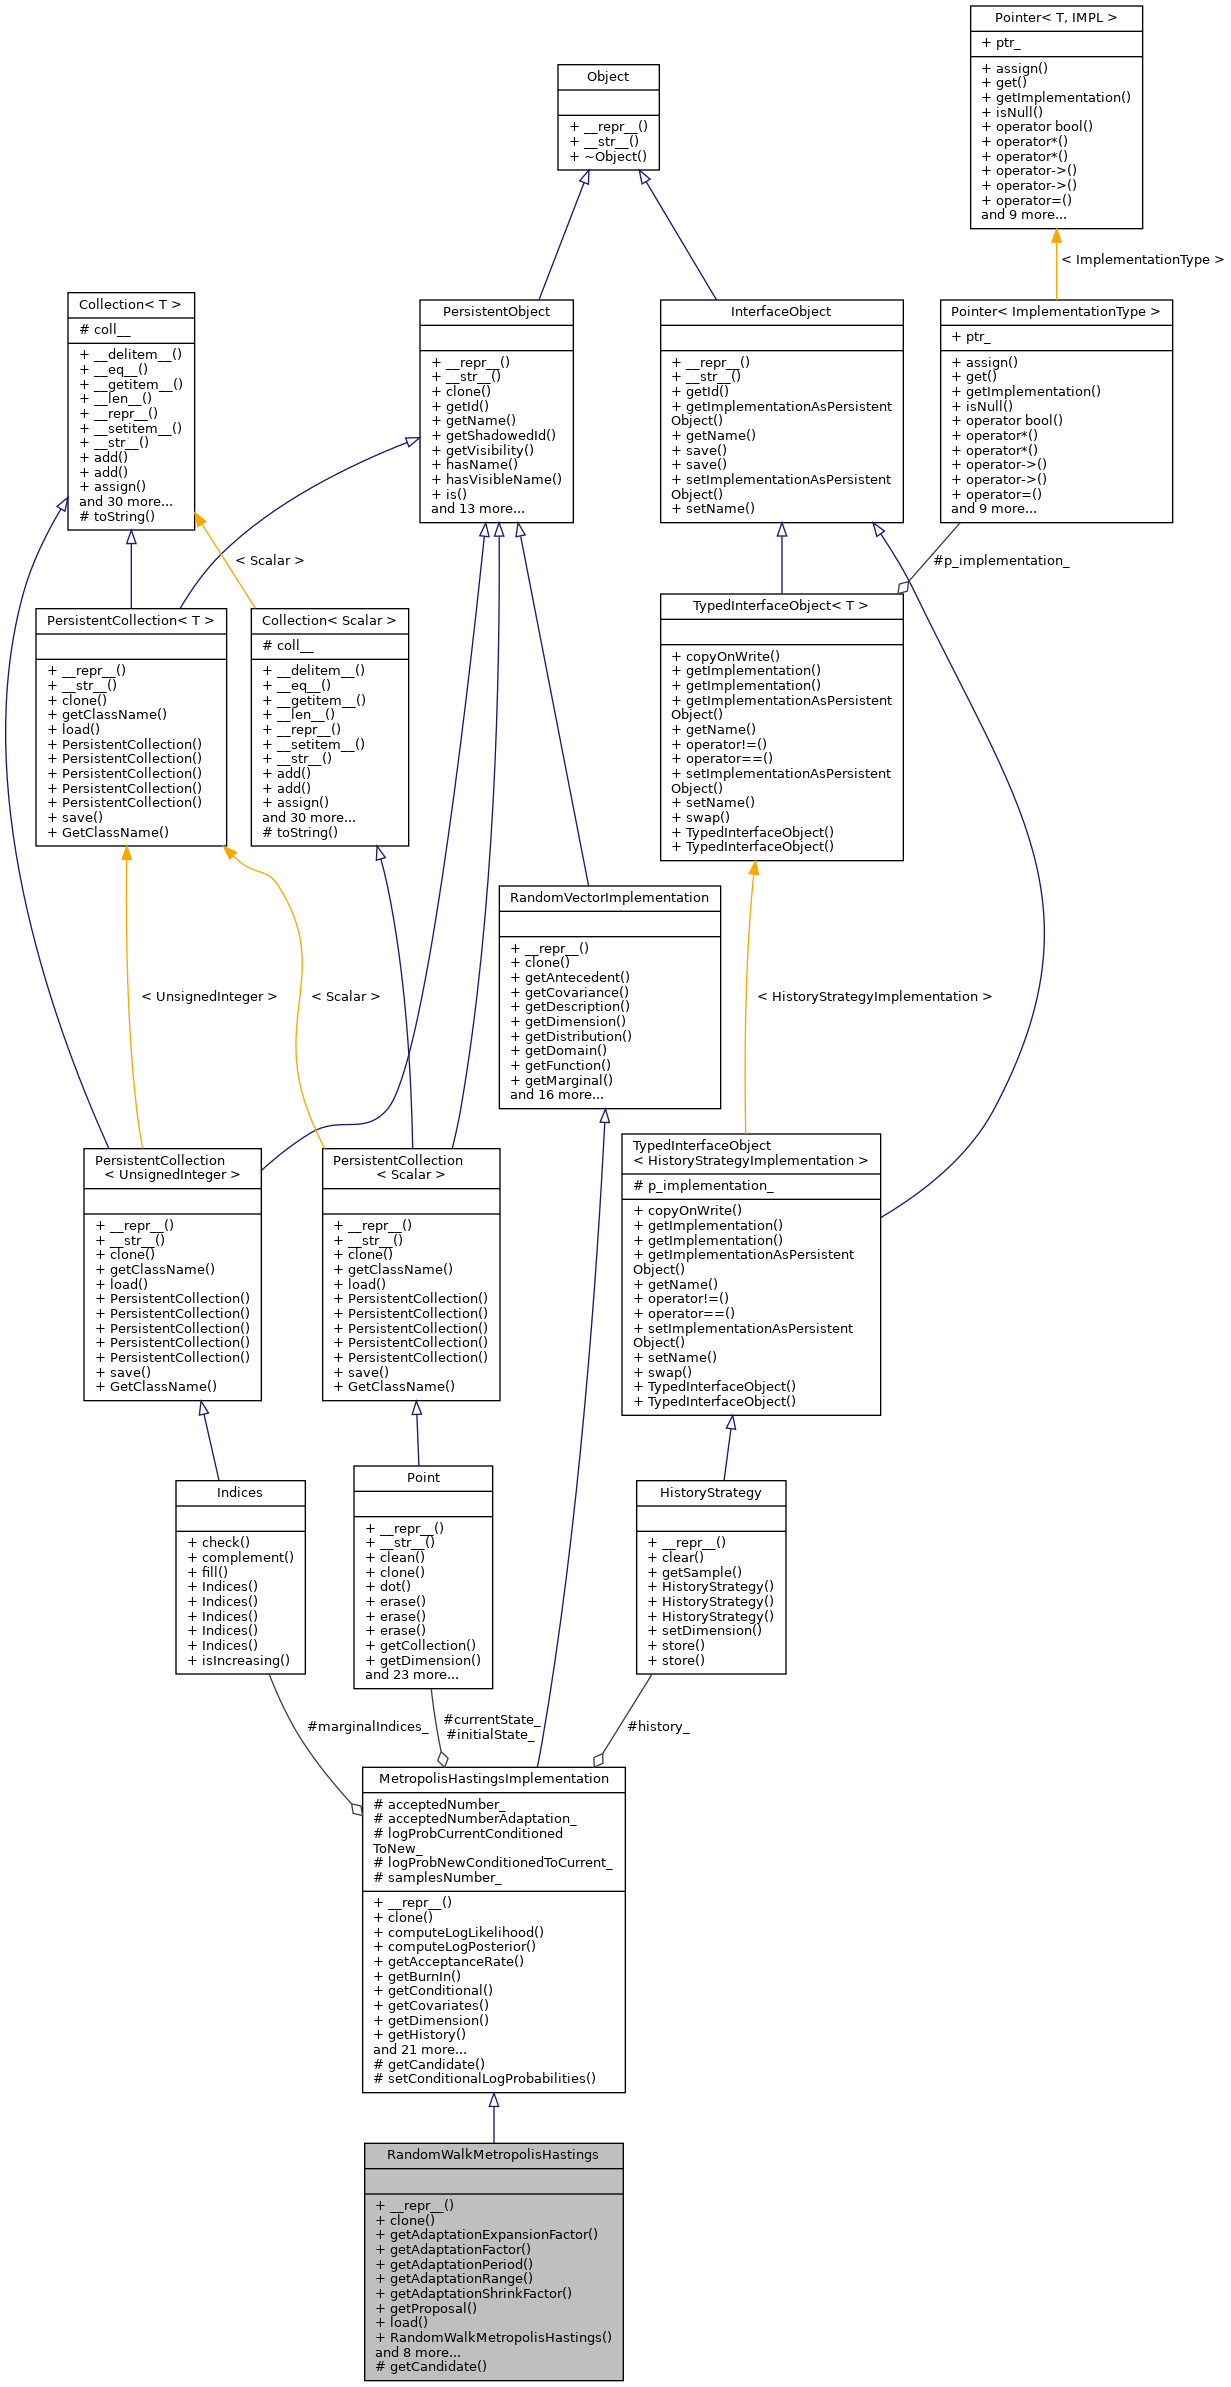 Pointer< T, IMPL >
+ ptr_
+ assign()
+ get()
+ getImplementation()
+ isNull()
+ operator bool()
+ operator*()
+ operator*()
+ operator->()
+ operator->()
+ operator=()
and 9 more...
Object
+ __repr__()
+ __str__()
+ ~Object()
< ImplementationType >
Collection< T >
# coll__
+ __delitem__()
+ __eq__()
+ __getitem__()
+ __len__()
+ __repr__()
+ __setitem__()
+ __str__()
+ add()
+ add()
+ assign()
and 30 more...
# toString()
PersistentObject
+ __repr__()
+ __str__()
+ clone()
+ getId()
+ getName()
+ getShadowedId()
+ getVisibility()
+ hasName()
+ hasVisibleName()
+ is()
and 13 more...
InterfaceObject
+ __repr__()
+ __str__()
+ getId()
+ getImplementationAsPersistent
Object()
+ getName()
+ save()
+ save()
+ setImplementationAsPersistent
Object()
+ setName()
Pointer< ImplementationType >
+ ptr_
+ assign()
+ get()
+ getImplementation()
+ isNull()
+ operator bool()
+ operator*()
+ operator*()
+ operator->()
+ operator->()
+ operator=()
and 9 more...
< Scalar >
#p_implementation_
PersistentCollection< T >
+ __repr__()
+ __str__()
+ clone()
+ getClassName()
+ load()
+ PersistentCollection()
+ PersistentCollection()
+ PersistentCollection()
+ PersistentCollection()
+ PersistentCollection()
+ save()
+ GetClassName()
Collection< Scalar >
# coll__
+ __delitem__()
+ __eq__()
+ __getitem__()
+ __len__()
+ __repr__()
+ __setitem__()
+ __str__()
+ add()
+ add()
+ assign()
and 30 more...
# toString()
TypedInterfaceObject< T >
+ copyOnWrite()
+ getImplementation()
+ getImplementation()
+ getImplementationAsPersistent
Object()
+ getName()
+ operator!=()
+ operator==()
+ setImplementationAsPersistent
Object()
+ setName()
+ swap()
+ TypedInterfaceObject()
+ TypedInterfaceObject()
RandomVectorImplementation
+ __repr__()
+ clone()
+ getAntecedent()
+ getCovariance()
+ getDescription()
+ getDimension()
+ getDistribution()
+ getDomain()
+ getFunction()
+ getMarginal()
and 16 more...
< UnsignedInteger >
< Scalar >
< HistoryStrategyImplementation >
PersistentCollection
< UnsignedInteger >
+ __repr__()
+ __str__()
+ clone()
+ getClassName()
+ load()
+ PersistentCollection()
+ PersistentCollection()
+ PersistentCollection()
+ PersistentCollection()
+ PersistentCollection()
+ save()
+ GetClassName()
PersistentCollection
< Scalar >
+ __repr__()
+ __str__()
+ clone()
+ getClassName()
+ load()
+ PersistentCollection()
+ PersistentCollection()
+ PersistentCollection()
+ PersistentCollection()
+ PersistentCollection()
+ save()
+ GetClassName()
TypedInterfaceObject
< HistoryStrategyImplementation >
# p_implementation_
+ copyOnWrite()
+ getImplementation()
+ getImplementation()
+ getImplementationAsPersistent
Object()
+ getName()
+ operator!=()
+ operator==()
+ setImplementationAsPersistent
Object()
+ setName()
+ swap()
+ TypedInterfaceObject()
+ TypedInterfaceObject()
Indices
+ check()
+ complement()
+ fill()
+ Indices()
+ Indices()
+ Indices()
+ Indices()
+ Indices()
+ isIncreasing()
Point
+ __repr__()
+ __str__()
+ clean()
+ clone()
+ dot()
+ erase()
+ erase()
+ erase()
+ getCollection()
+ getDimension()
and 23 more...
HistoryStrategy
+ __repr__()
+ clear()
+ getSample()
+ HistoryStrategy()
+ HistoryStrategy()
+ HistoryStrategy()
+ setDimension()
+ store()
+ store()
#marginalIndices_
#currentState_
#initialState_
#history_
MetropolisHastingsImplementation
# acceptedNumber_
# acceptedNumberAdaptation_
# logProbCurrentConditioned
ToNew_
# logProbNewConditionedToCurrent_
# samplesNumber_
+ __repr__()
+ clone()
+ computeLogLikelihood()
+ computeLogPosterior()
+ getAcceptanceRate()
+ getBurnIn()
+ getConditional()
+ getCovariates()
+ getDimension()
+ getHistory()
and 21 more...
# getCandidate()
# setConditionalLogProbabilities()
RandomWalkMetropolisHastings
+ __repr__()
+ clone()
+ getAdaptationExpansionFactor()
+ getAdaptationFactor()
+ getAdaptationPeriod()
+ getAdaptationRange()
+ getAdaptationShrinkFactor()
+ getProposal()
+ load()
+ RandomWalkMetropolisHastings()
and 8 more...
# getCandidate()